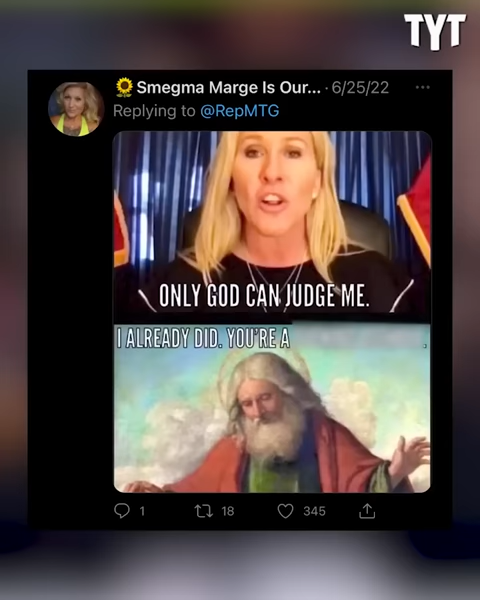 TYT
Smegma Marge Is Our... · 6/25/22
Replying to @RepMTG
ONLY GOD CAN JUDGE ME.
I ALREADY DID. YOU'RE A .
1 18 345